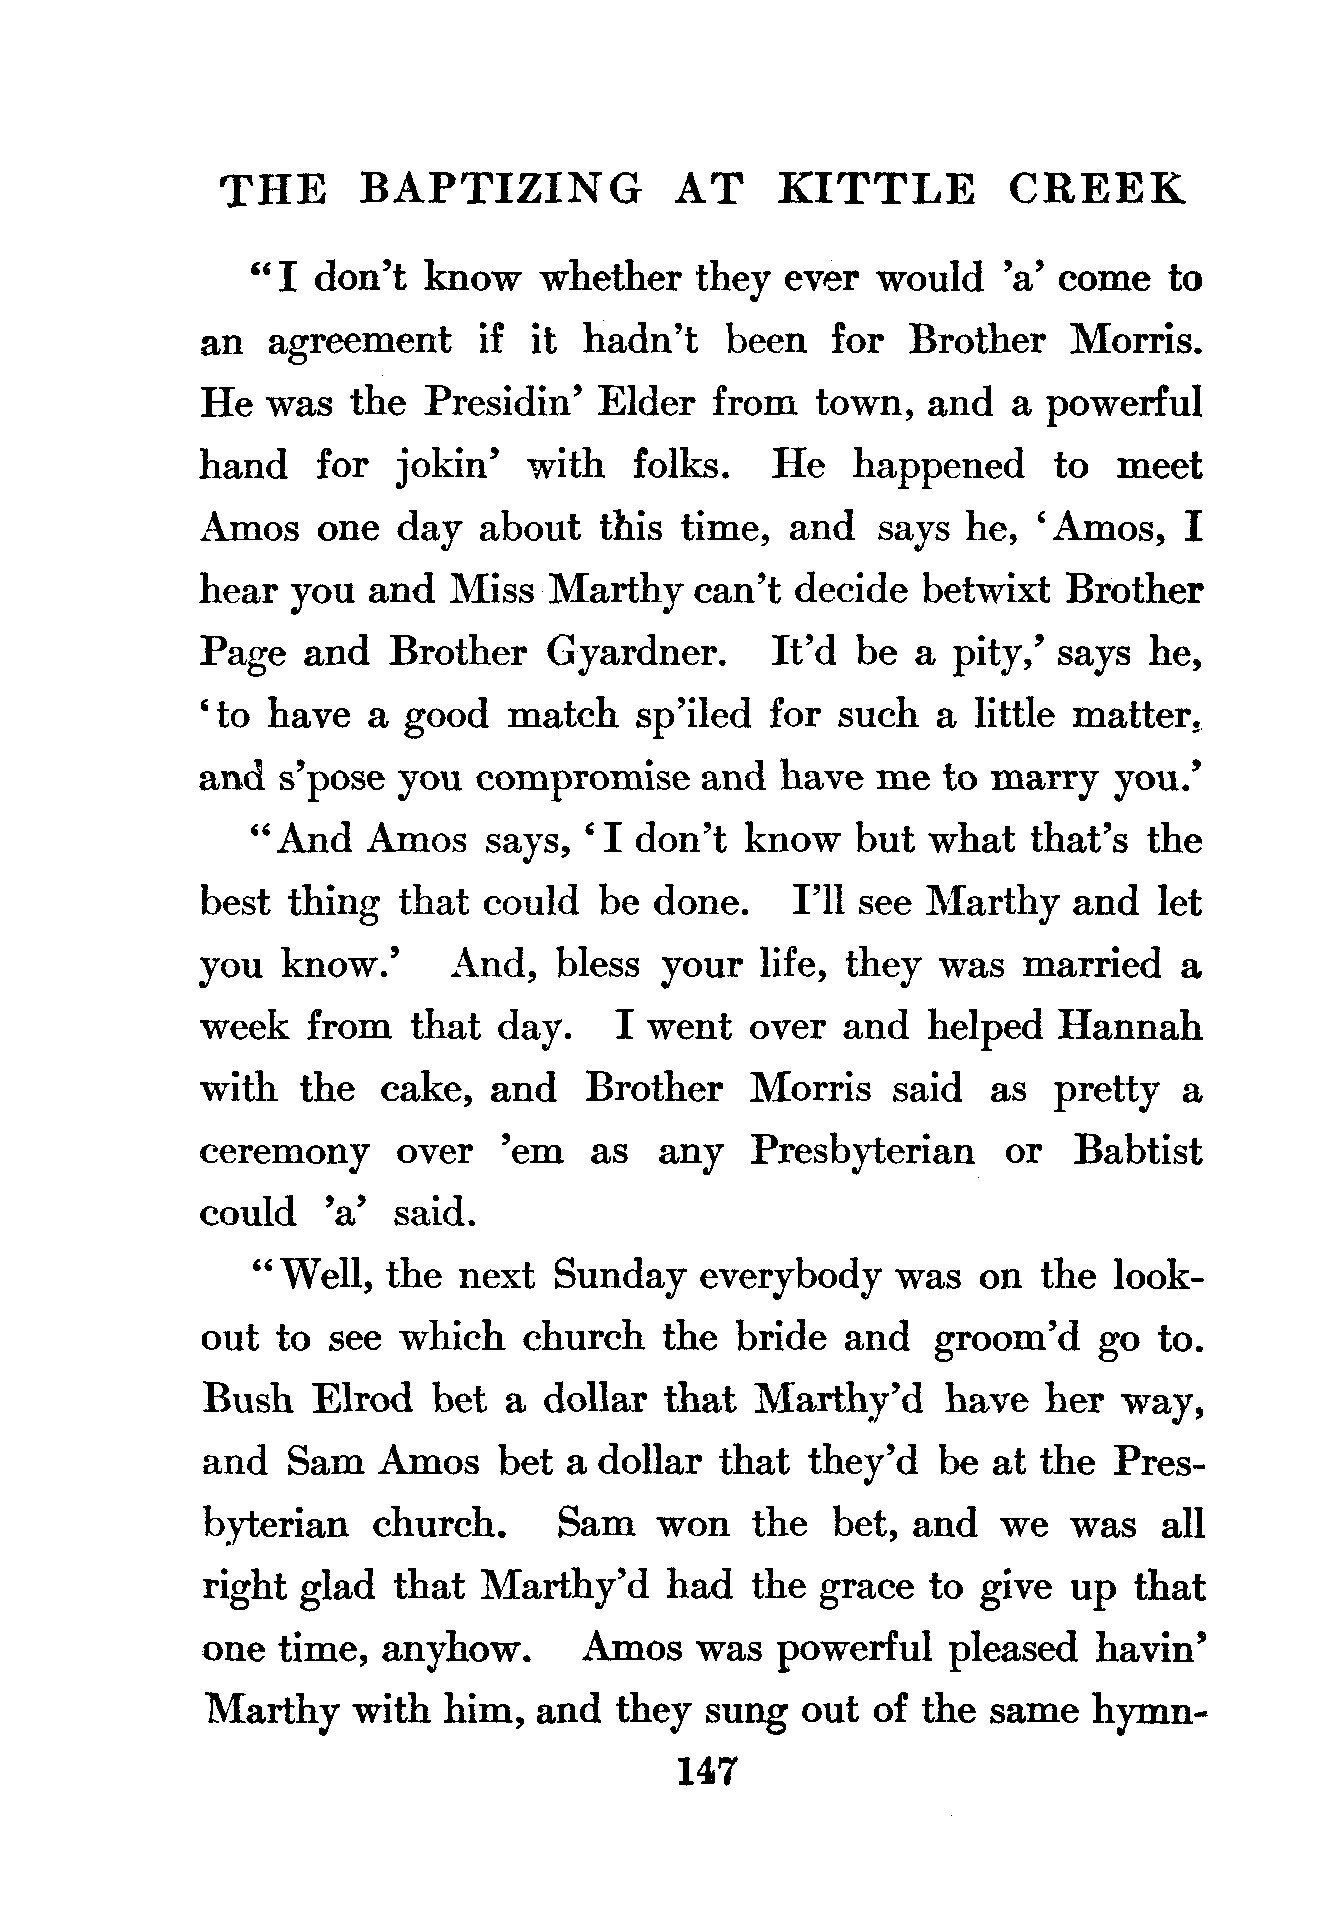 THE BAPTIZING AT KITTLE CREEK
“I don’t know whether they ever would ’a’ come to
an agreement if it hadn’t been for Brother Morris.
He was the Presidin’ Elder from town, and a powerful
hand for jokin’ with folks. He happened to meet
Amos one day about this time, and says he, ‘Amos, I
hear you and Miss Marthy can’t decide betwixt Brother
Page and Brother Gyardner. It’d be a pity,’ says he,
‘to have a good match sp’iled for such a little matter,
and s’pose you compromise and have me to marry you.’
“And Amos says, ‘I don’t know but what that’s the
best thing that could be done. I’ll see Marthy and let
you know.’ And, bless your life, they was married a
week from that day. I went over and helped Hannah
with the cake, and Brother Morris said as pretty a
ceremony over ’em as any Presbyterian or Babtist
could ’a’ said.
“Well, the next Sunday everybody was on the look-
out to see which church the bride and groom’d go to.
Bush Elrod bet a dollar that Marthy’d have her way,
and Sam Amos bet a dollar that they’d be at the Pres-
byterian church. Sam won the bet, and we was all
right glad that Marthy’d had the grace to give up that
one time, anyhow. Amos was powerful pleased havin’
Marthy with him, and they sung out of the same hymn-
147